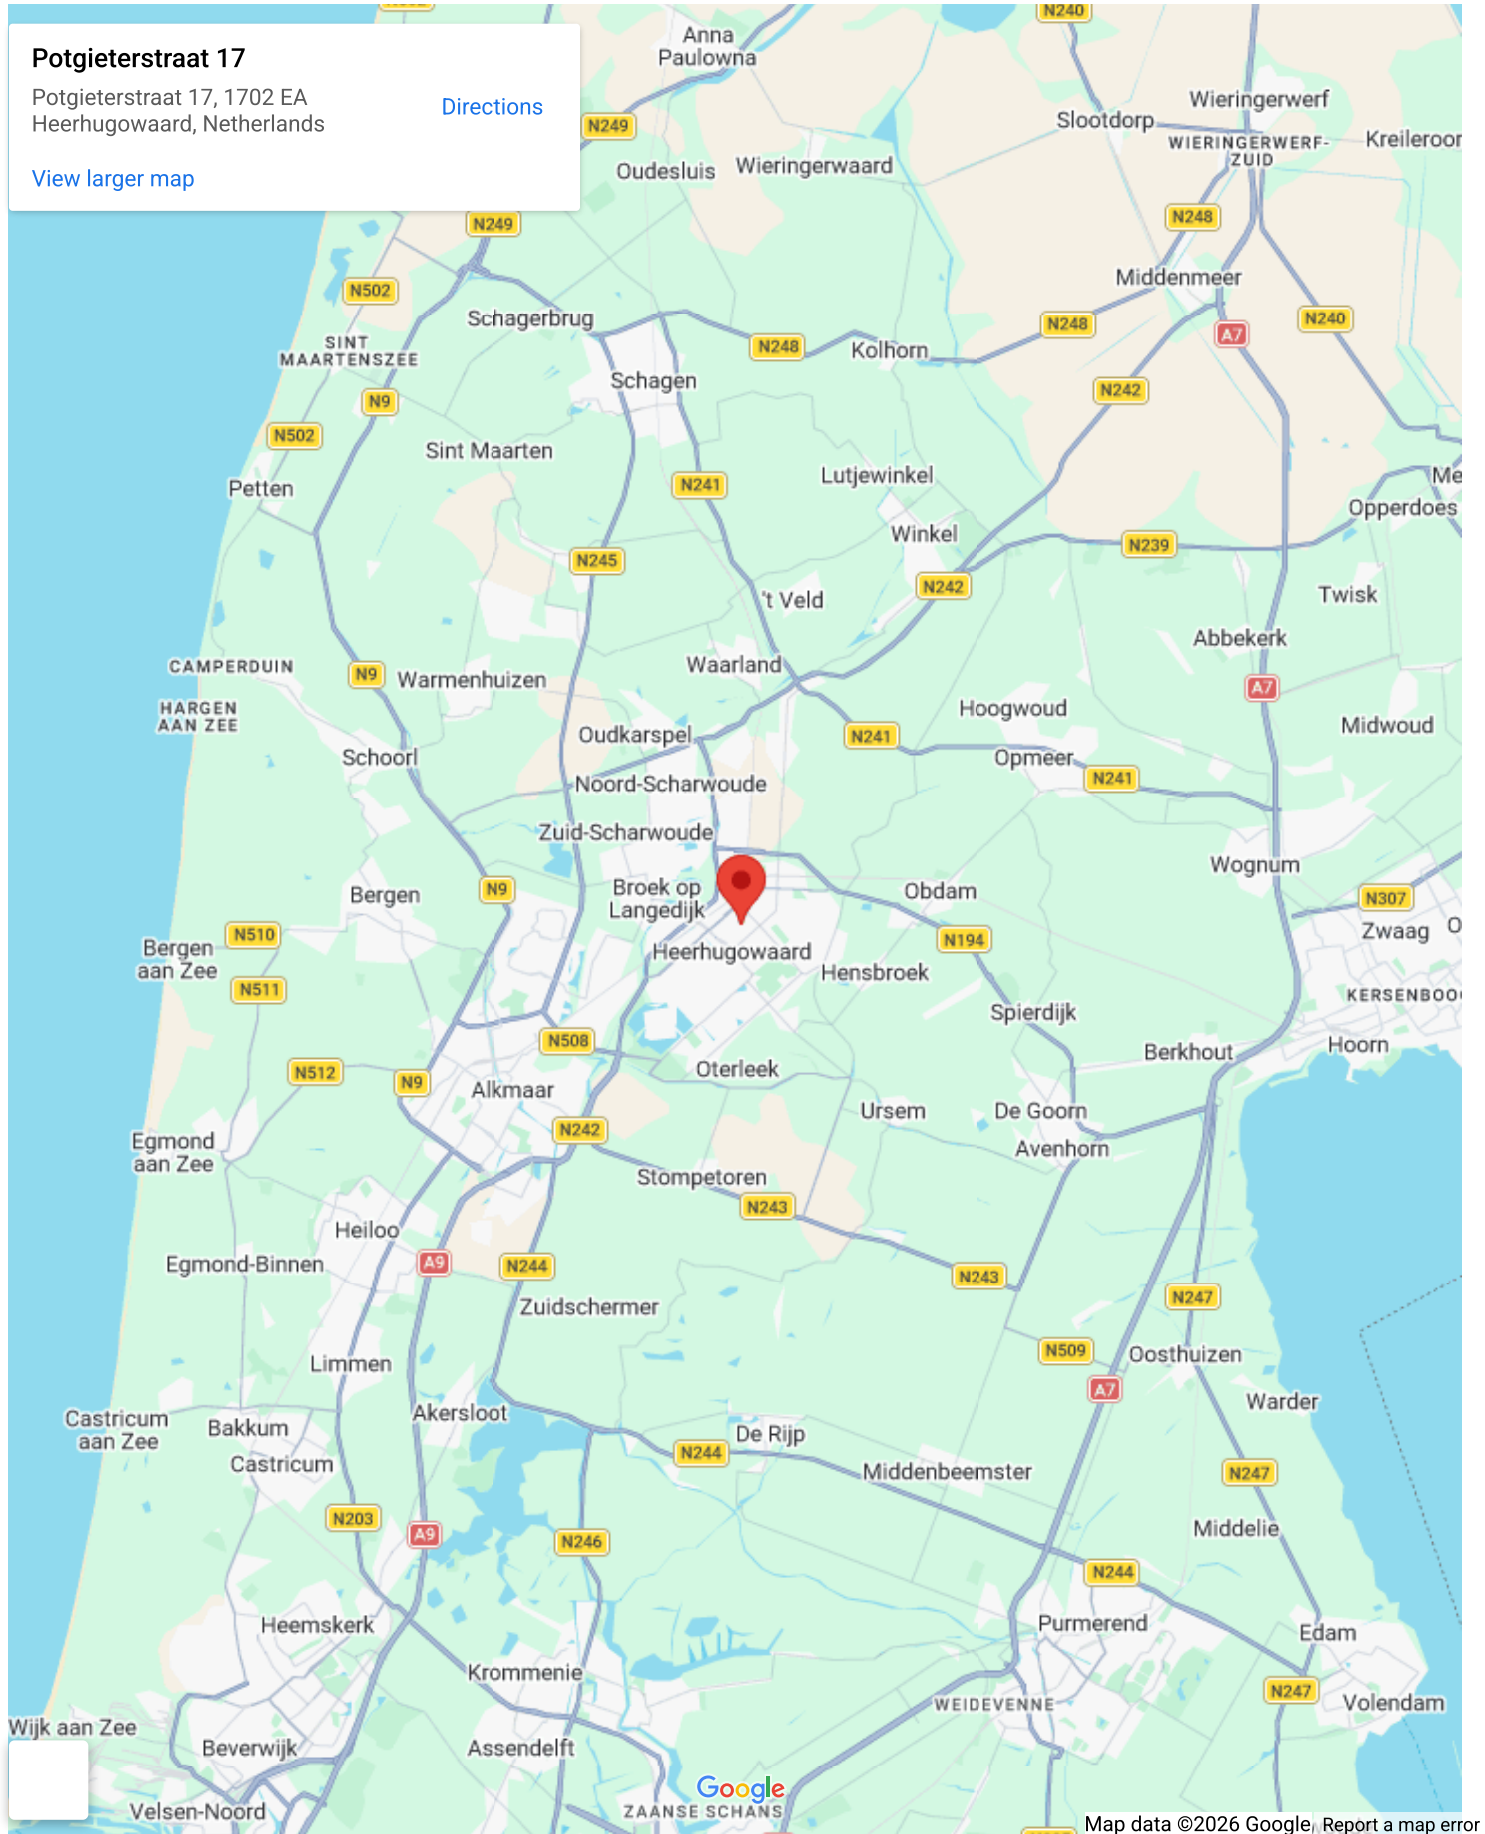 Potgieterstraat 17
Potgieterstraat 17, 1702 EA
Heerhugowaard, Netherlands
Directions
View larger map
N240
Anna
Paulowna
Wieringerwerf
N249
Slootdorp
WIERINGERWERF-
ZUID
Kreileroor
Oudesluis
Wieringerwaard
N249
N248
Middenmeer
N502
Schagerbrug
N248
N240
A7
SINT
MAARTENSZEE
N248
Kolhorn
Schagen
N242
N9
N502
Sint Maarten
Lutjewinkel
Me
Petten
N241
Opperdoes
Winkel
N239
N245
N242
't Veld
Twisk
Abbekerk
CAMPERDUIN
Waarland
N9
Warmenhuizen
A7
HARGEN
AAN ZEE
Hoogwoud
Midwoud
Oudkarspel
N241
Schoorl
Opmeer
N241
Noord-Scharwoude
Zuid-Scharwoude
Wognum
Bergen
N9
Broek op
Langedijk
Obdam
N307
Zwaag
O
N510
N194
Bergen
aan Zee
Heerhugowaard
Hensbroek
N511
KERSENBOO
Spierdijk
N508
Berkhout
Hoorn
N512
N9
Oterleek
Alkmaar
Ursem
De Goorn
N242
Egmond
aan Zee
Avenhorn
Stompetoren
N243
Heiloo
Egmond-Binnen
A9
N244
N243
N247
Zuidschermer
Limmen
N509
Oosthuizen
A7
Warder
Castricum
aan Zee
Bakkum
Akersloot
De Rijp
N244
Castricum
Middenbeemster
N247
N203
A9
N246
Middelie
N244
Heemskerk
Purmerend
Edam
Krommenie
N247
WEIDEVENNE
Volendam
Wijk aan Zee
Beverwijk
Assendelft
Google
Velsen-Noord
ZAANSE SCHANS
Map data ©2026 Google
Report a map error